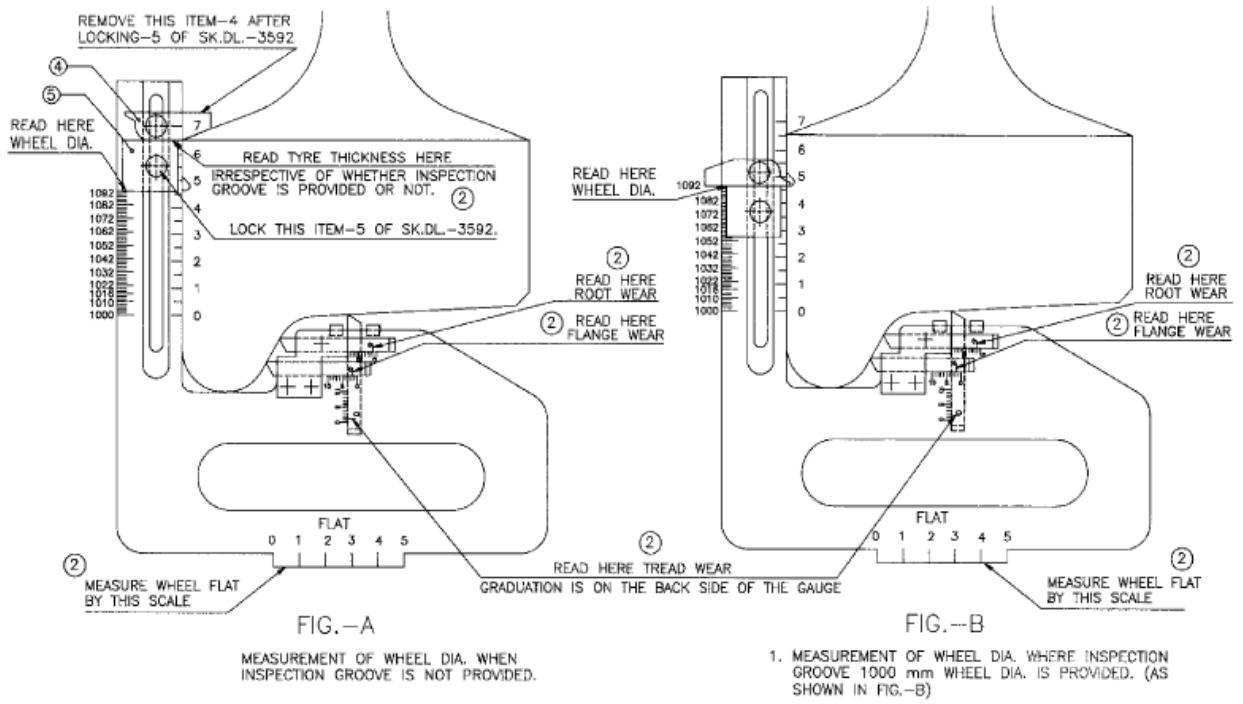 REMOVE THIS ITEM-4 AFTER
LOCKING-5 OF SK.DL.-3592
4
5
READ HERE
WHEEL DIA.
7
6
5
4
3
2
1
0
1092
1082
1072
1062
1052
1042
1032
1022
1016
1010
1000
READ TYRE THICKNESS HERE
IRRESPECTIVE OF WHETHER INSPECTION
GROOVE IS PROVIDED OR NOT.
2
LOCK THIS ITEM-5 OF SK.DL.-3592.
2
READ HERE
ROOT WEAR
2
READ HERE
FLANGE WEAR
FLAT
0 1 2 3 4 5
2
MEASURE WHEEL FLAT
BY THIS SCALE
FIG.-A
MEASUREMENT OF WHEEL DIA. WHEN
INSPECTION GROOVE IS NOT PROVIDED.
2
READ HERE TREAD WEAR
GRADUATION IS ON THE BACK SIDE OF THE GAUGE
READ HERE
WHEEL DIA.
7
6
5
4
3
2
1
0
1092
1082
1072
1062
1052
1042
1032
1022
1016
1010
1000
2
READ HERE
ROOT WEAR
2
READ HERE
FLANGE WEAR
FLAT
0 1 2 3 4 5
2
MEASURE WHEEL FLAT
BY THIS SCALE
FIG.-B
1. MEASUREMENT OF WHEEL DIA. WHERE INSPECTION
GROOVE 1000 mm WHEEL DIA. IS PROVIDED. (AS
SHOWN IN FIG.-B)